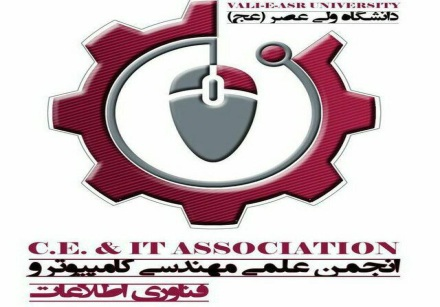 VALI-E-ASR UNIVERSITY
دانشگاه ولی عصر (عج)
C.E. & IT ASSOCIATION
انجمن علمی مهندسی کامپیوتر و
فناوری اطلاعات